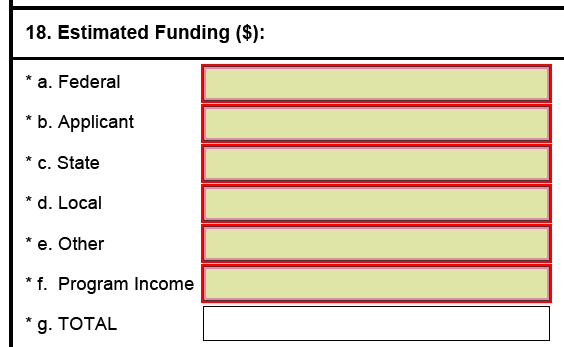 18. Estimated Funding ($):
* a. Federal
* b. Applicant
* c. State
* d. Local
* e. Other
* f.  Program Income
* g. TOTAL